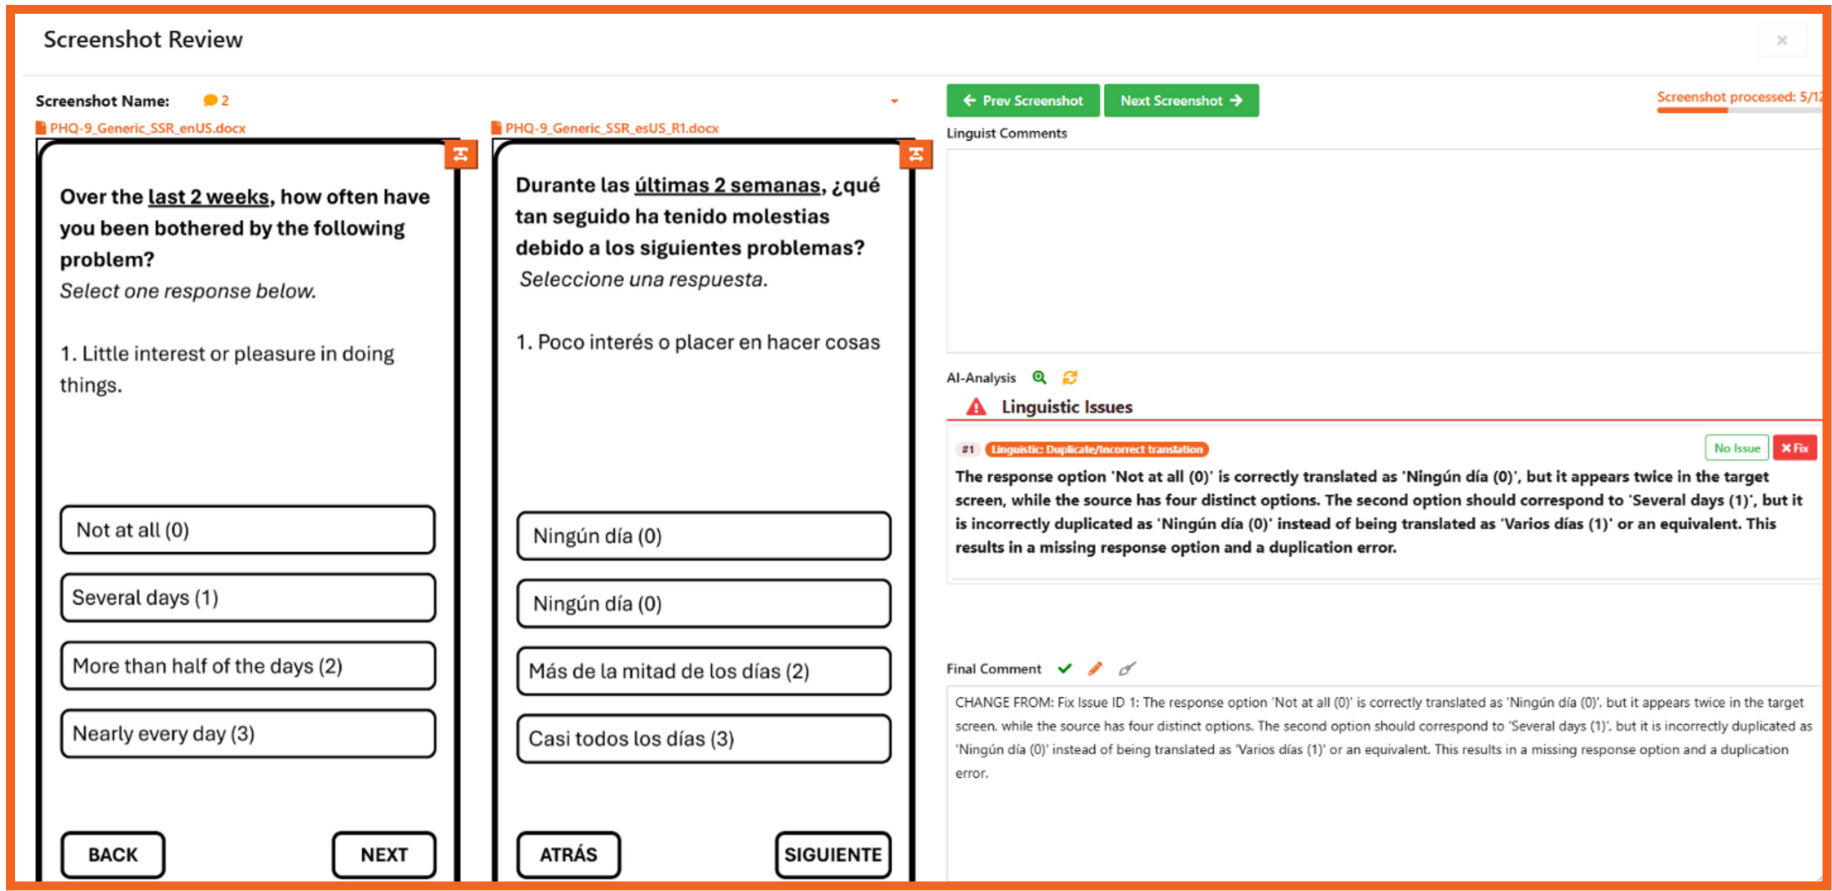 Screenshot Review
×
Screenshot Name:
2
PHQ-9_Generic_SSR_enUS.docx
Over the last 2 weeks, how often have
you been bothered by the following
problem?
Select one response below.
1. Little interest or pleasure in doing
things.
Not at all (0)
Several days (1)
More than half of the days (2)
Nearly every day (3)
BACK
NEXT
PHQ-9_Generic_SSR_esUS_R1.docx
Durante las últimas 2 semanas, ¿qué
tan seguido ha tenido molestias
debido a los siguientes problemas?
Seleccione una respuesta.
1. Poco interés o placer en hacer cosas
Ningún día (0)
Ningún día (0)
Más de la mitad de los días (2)
Casi todos los días (3)
ATRÁS
SIGUIENTE
← Prev Screenshot
Next Screenshot →
Screenshot processed: 5/12
Linguist Comments
AI-Analysis
Linguistic Issues
#1 Linguistic: Duplicate/Incorrect translation
No Issue
× Fix
The response option 'Not at all (0)' is correctly translated as 'Ningún día (0)', but it appears twice in the target
screen, while the source has four distinct options. The second option should correspond to 'Several days (1)', but it
is incorrectly duplicated as 'Ningún día (0)' instead of being translated as 'Varios días (1)' or an equivalent. This
results in a missing response option and a duplication error.
Final Comment
CHANGE FROM: Fix Issue ID 1: The response option 'Not at all (0)' is correctly translated as 'Ningún día (0)', but it appears twice in the target
screen, while the source has four distinct options. The second option should correspond to 'Several days (1)', but it is incorrectly duplicated as
'Ningún día (0)' instead of being translated as 'Varios días (1)' or an equivalent. This results in a missing response option and a duplication
error.